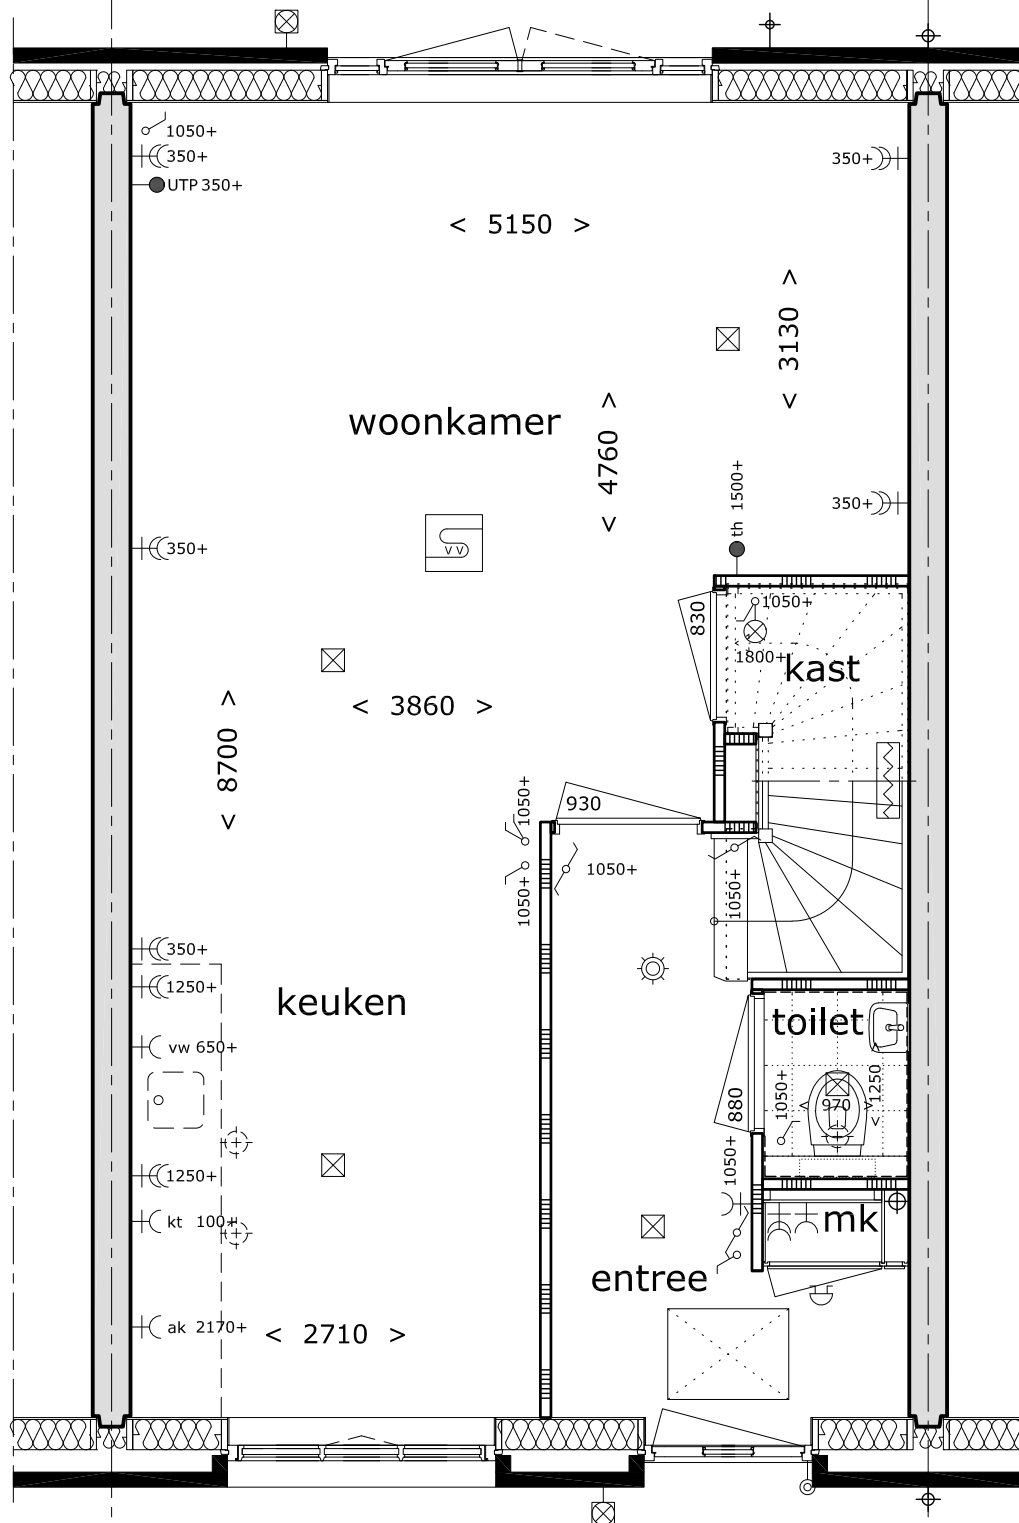 1050+
350+
350+
UTP 350+
< 5150 >
< 3130 >
woonkamer
< 4760 >
th 1500+
350+
350+
830
1050+
1800+
kast
< 3860 >
< 8700 >
1050+
930
1050+
1050+
1050+
350+
1250+
keuken
toilet
vw 650+
880
1050+
< 970 >
< 1250 >
1050+
1250+
kt 100+
mk
entree
ak 2170+
< 2710 >